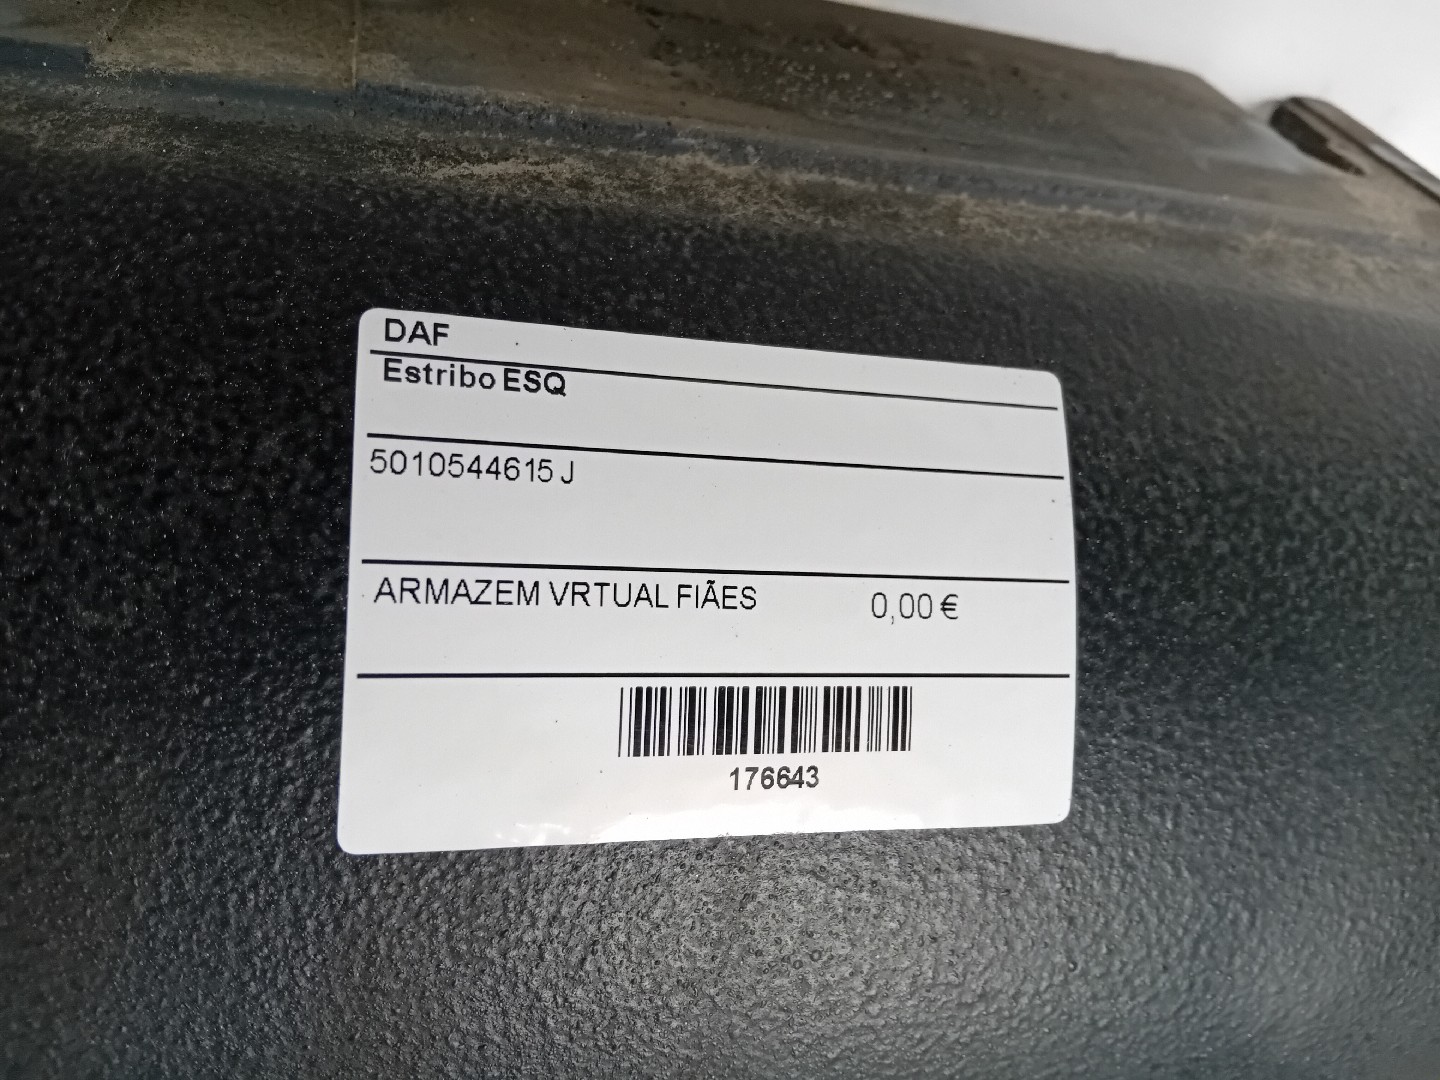 DAF
Estribo ESQ
5010544615 J
ARMAZEM VRTUAL FIÃES 0,00 €
176643